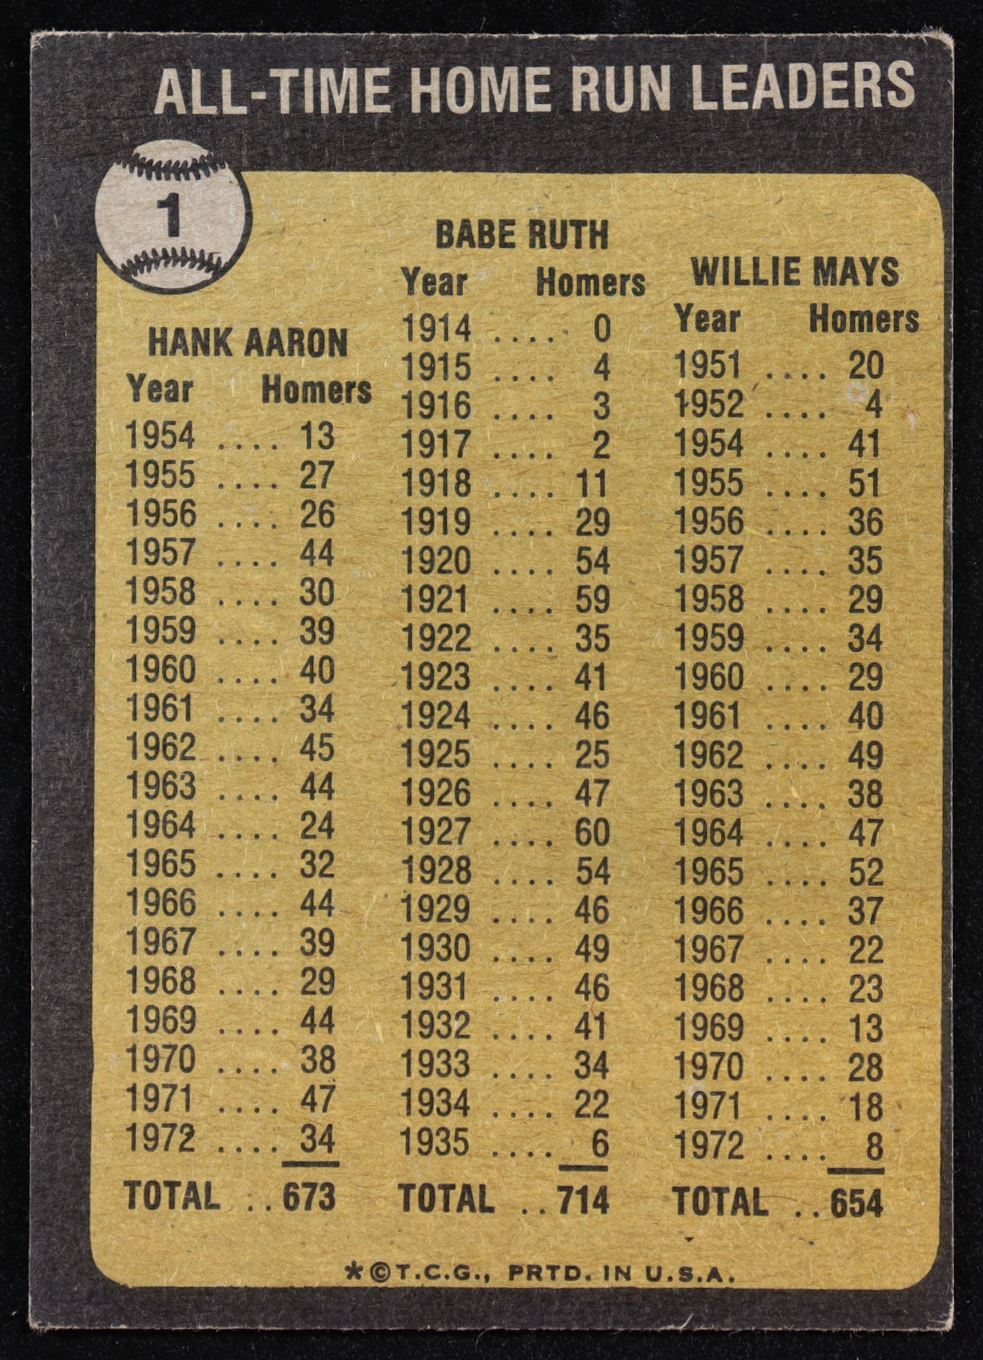 ALL-TIME HOME RUN LEADERS
1
HANK AARON
Year Homers
1954 .... 13
1955 .... 27
1956 .... 26
1957 .... 44
1958 .... 30
1959 .... 39
1960 .... 40
1961 .... 34
1962 .... 45
1963 .... 44
1964 .... 24
1965 .... 32
1966 .... 44
1967 .... 39
1968 .... 29
1969 .... 44
1970 .... 38
1971 .... 47
1972 .... 34
TOTAL .. 673
BABE RUTH
Year Homers
1914 .... 0
1915 .... 4
1916 .... 3
1917 .... 2
1918 .... 11
1919 .... 29
1920 .... 54
1921 .... 59
1922 .... 35
1923 .... 41
1924 .... 46
1925 .... 25
1926 .... 47
1927 .... 60
1928 .... 54
1929 .... 46
1930 .... 49
1931 .... 46
1932 .... 41
1933 .... 34
1934 .... 22
1935 .... 6
TOTAL .. 714
WILLIE MAYS
Year Homers
1951 .... 20
1952 .... 4
1954 .... 41
1955 .... 51
1956 .... 36
1957 .... 35
1958 .... 29
1959 .... 34
1960 .... 29
1961 .... 40
1962 .... 49
1963 .... 38
1964 .... 47
1965 .... 52
1966 .... 37
1967 .... 22
1968 .... 23
1969 .... 13
1970 .... 28
1971 .... 18
1972 .... 8
TOTAL .. 654
*©T.C.G., PRTD. IN U.S.A.